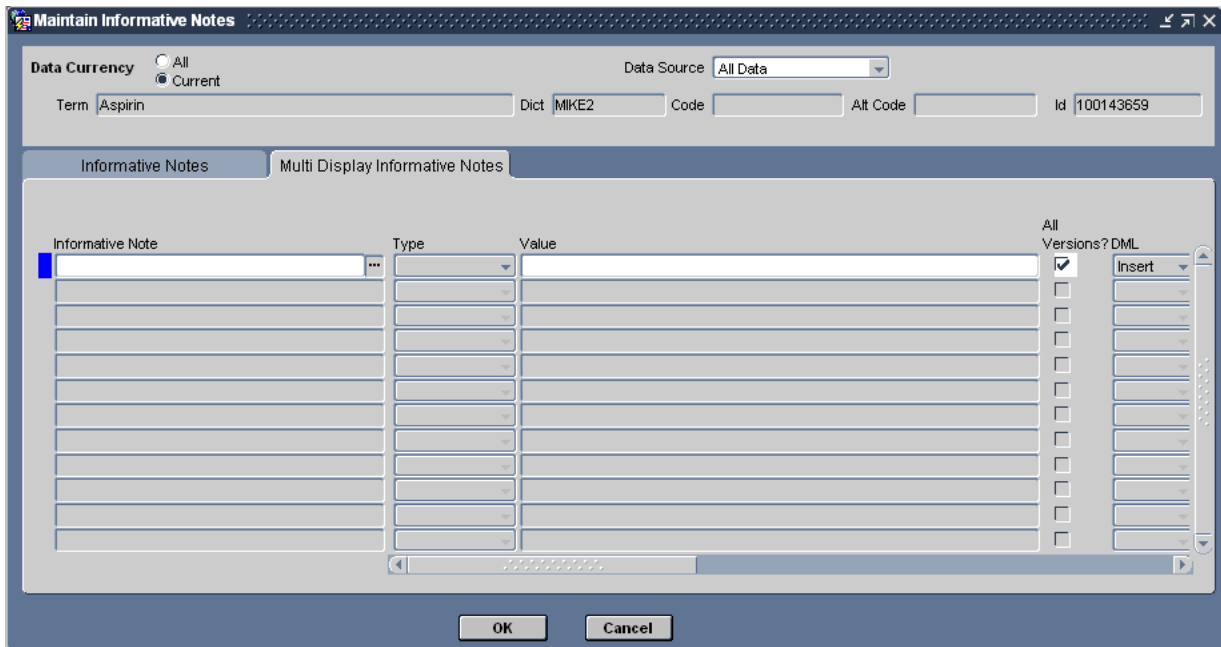 Maintain Informative Notes
Data Currency All Data Source All Data
Current
Term Aspirin Dict MIKE2 Code Alt Code Id 100143659
Informative Notes Multi Display Informative Notes
All
Informative Note Type Value Versions? DML
... Insert
OK Cancel